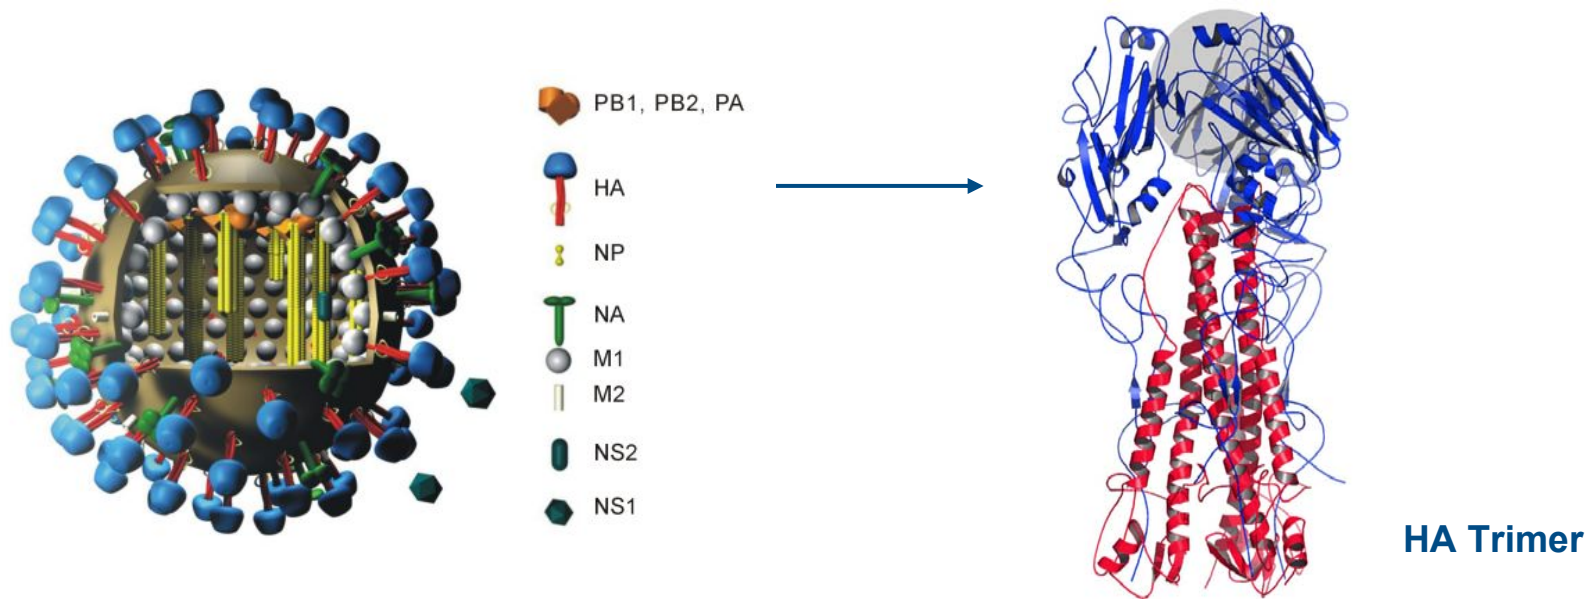 PB1, PB2, PA
HA
NP
NA
M1
M2
NS2
NS1
HA Trimer